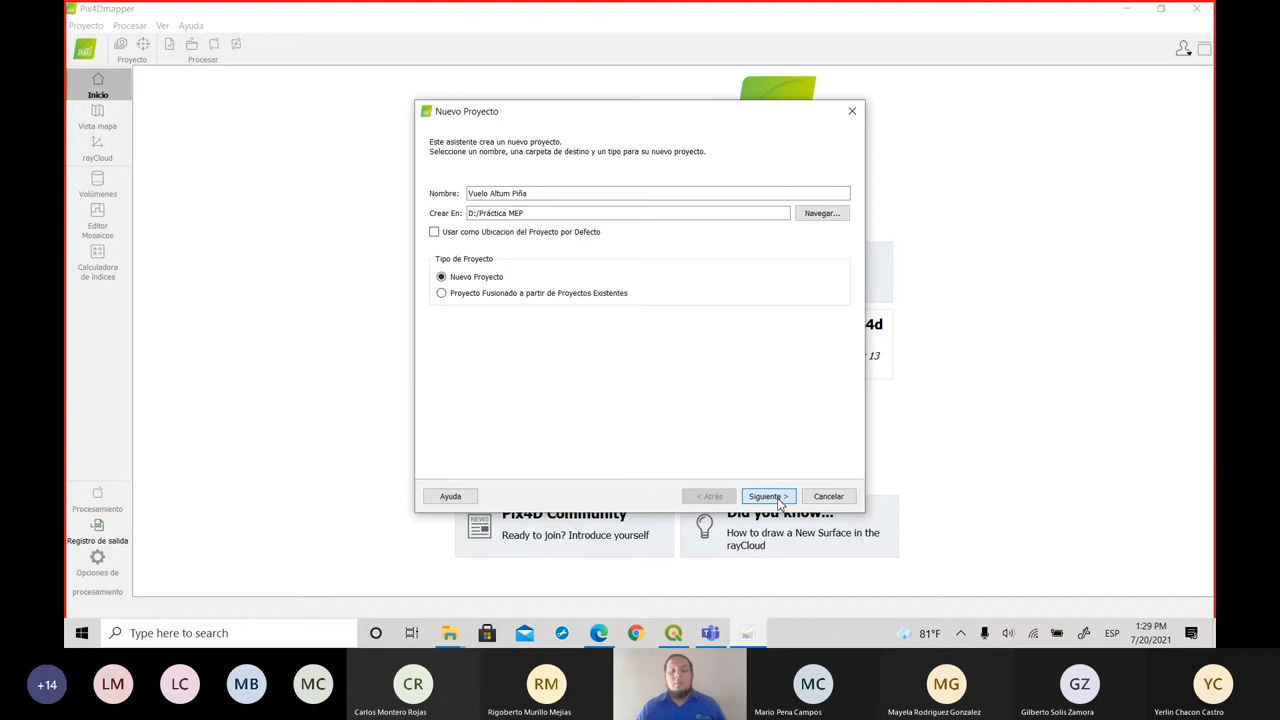 Pix4Dmapper
Proyecto Procesar Ver Ayuda
Proyecto
Procesar
Inicio
Vista mapa
rayCloud
Volúmenes
Editor
Mosaicos
Calculadora
de índices
Procesamiento
Registro de salida
Opciones de
procesamiento
Nuevo Proyecto
Este asistente crea un nuevo proyecto.
Seleccione un nombre, una carpeta de destino y un tipo para su nuevo proyecto.
Nombre: Vuelo Altum Piña
Crear En: D:/Práctica MEP Navegar...
Usar como Ubicacion del Proyecto por Defecto
Tipo de Proyecto
Nuevo Proyecto
Proyecto Fusionado a partir de Proyectos Existentes
Ayuda < Atrás Siguiente > Cancelar
4d
13
NEWS
Pix4D Community
Ready to join? Introduce yourself
Did you know...
How to draw a New Surface in the
rayCloud
Type here to search
81°F
ESP
1:29 PM
7/20/2021
+14 LM LC MB MC CR RM MC MG GZ YC
Carlos Montero Rojas Rigoberto Murillo Mejias Mario Pena Campos Mayela Rodriguez Gonzalez Gilberto Solis Zamora Yerlin Chacon Castro